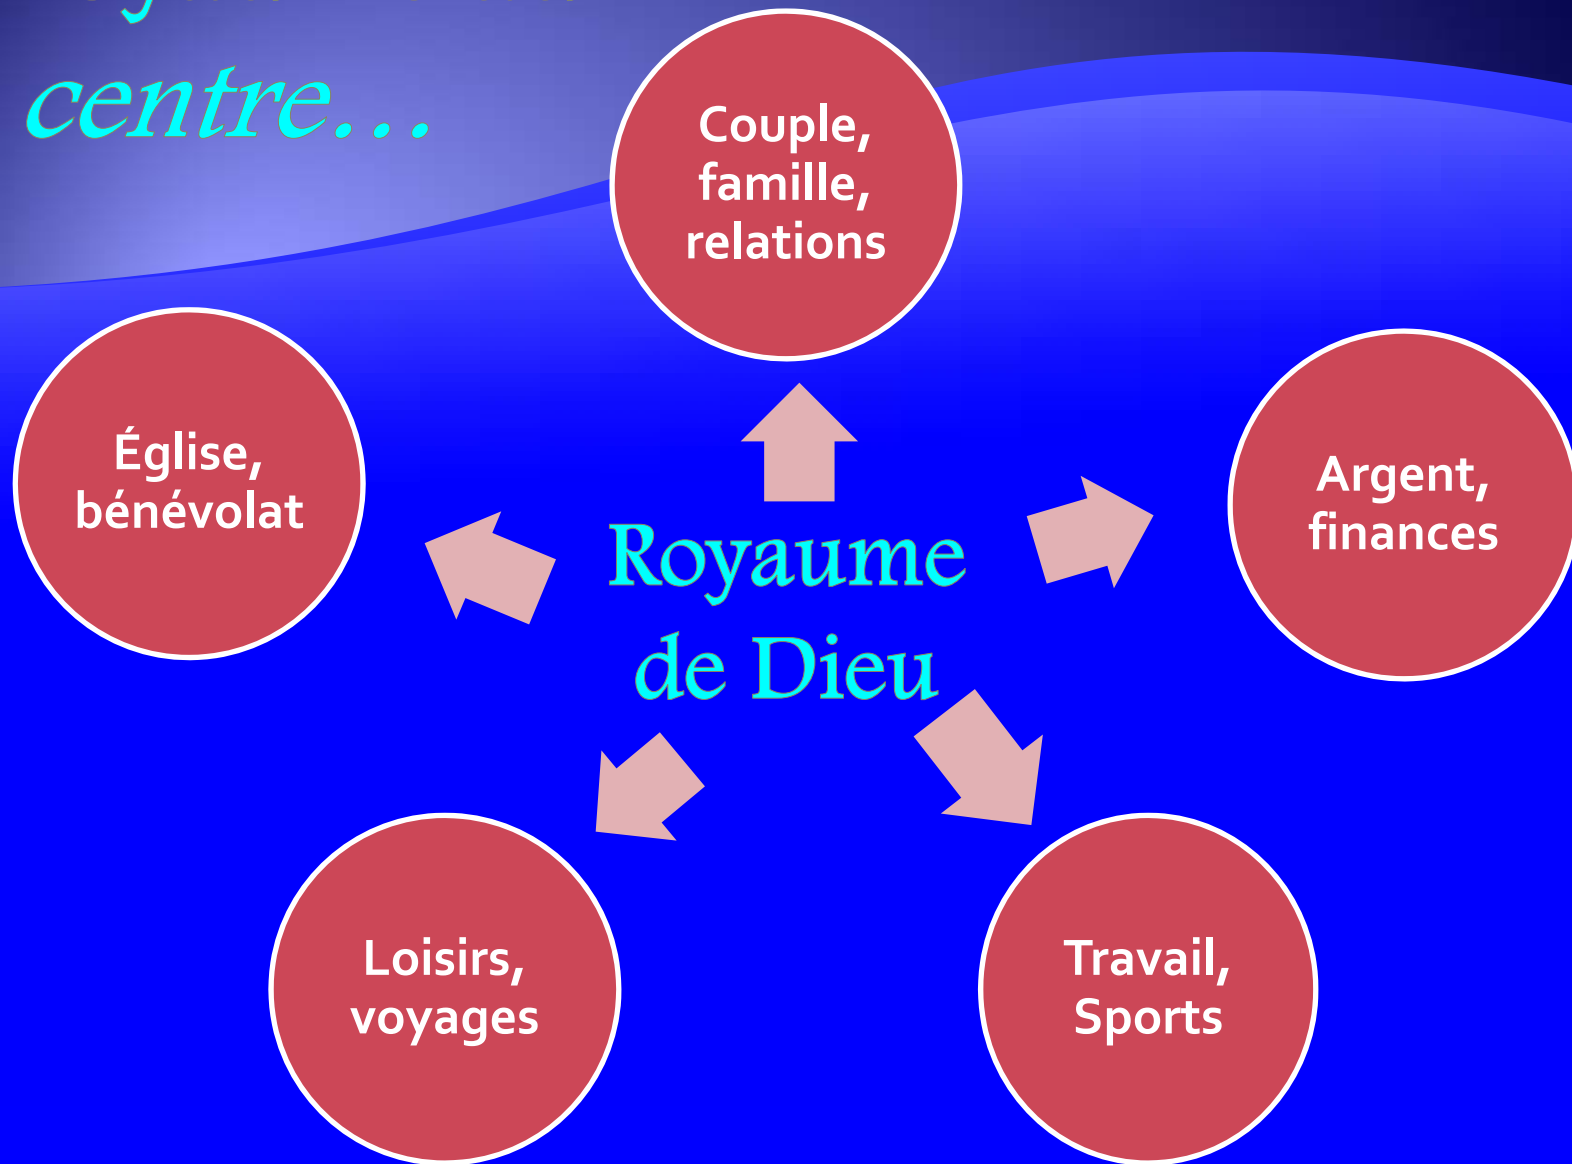 centre...
Couple,
famille,
relations
Église,
bénévolat
Argent,
finances
Royaume
de Dieu
Loisirs,
voyages
Travail,
Sports